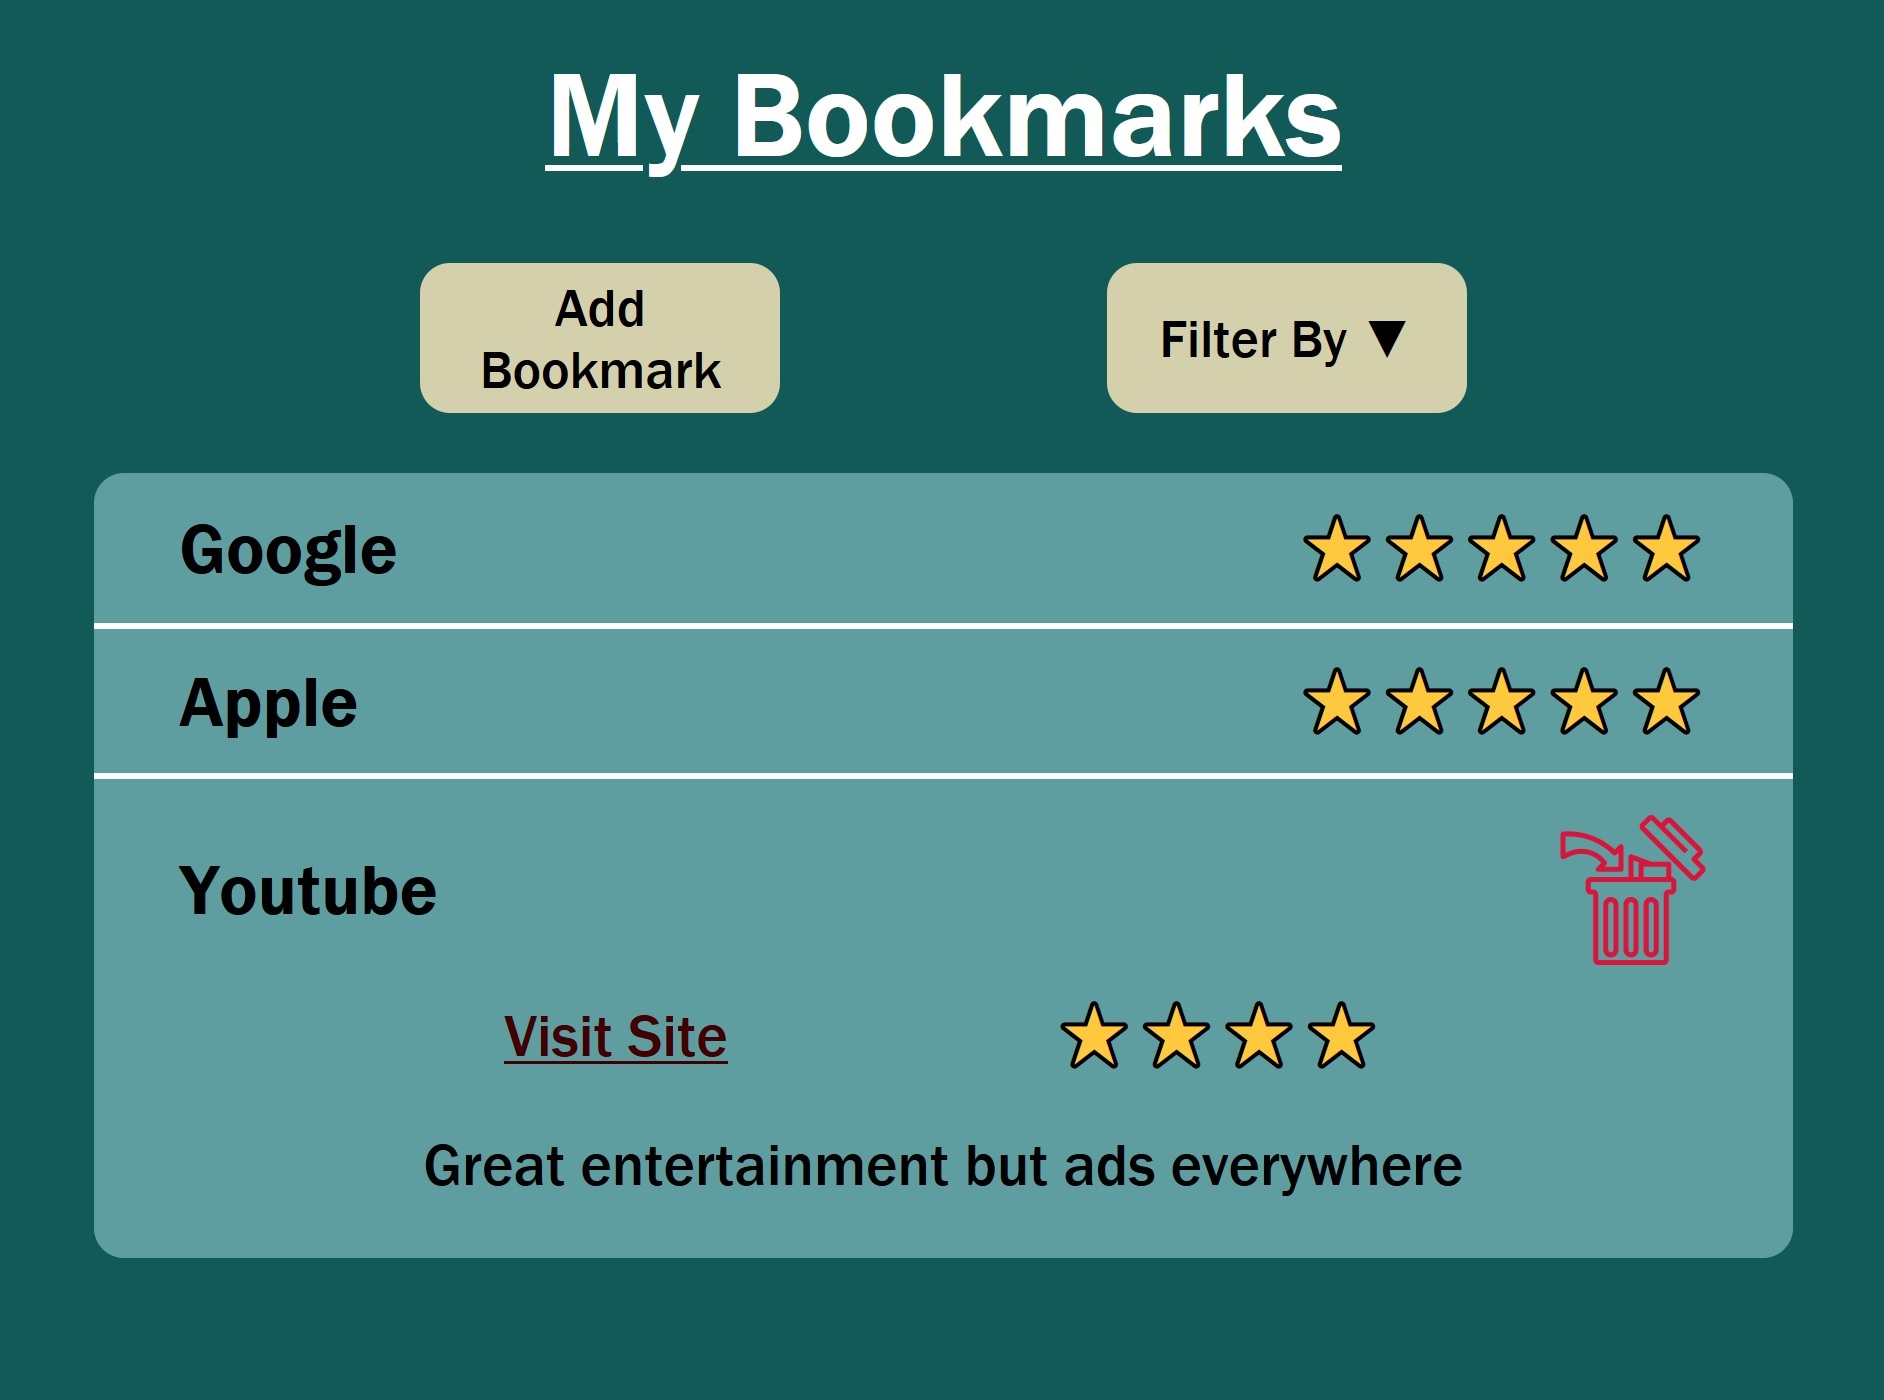 My Bookmarks
Add
Bookmark
Filter By ▼
Google
Apple
Youtube
Visit Site
Great entertainment but ads everywhere